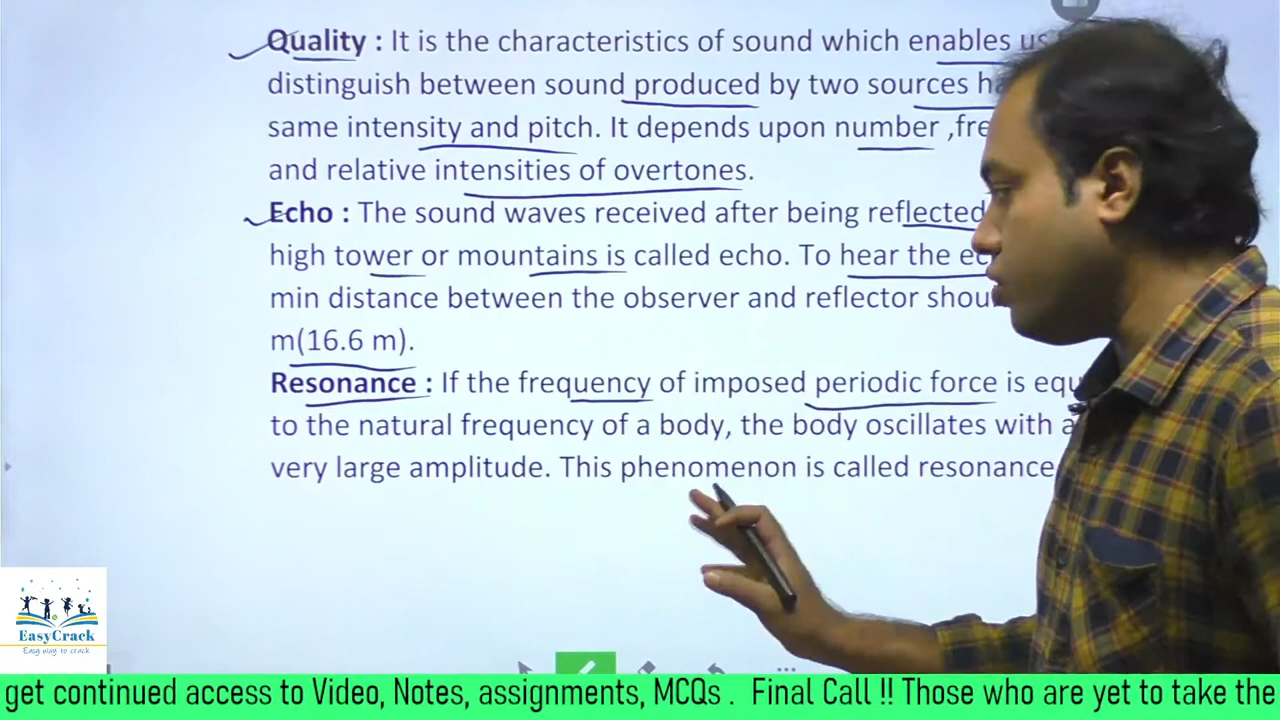 Quality : It is the characteristics of sound which enables us
distinguish between sound produced by two sources
same intensity and pitch. It depends upon number ,
and relative intensities of overtones.
Echo : The sound waves received after being reflected
high tower or mountains is called echo. To hear the
min distance between the observer and reflector
m(16.6 m).
Resonance : If the frequency of imposed periodic force is
to the natural frequency of a body, the body oscillates with a
very large amplitude. This phenomenon is called resonance
EasyCrack
Easy way to crack
get continued access to Video, Notes, assignments, MCQs . Final Call !! Those who are yet to take the